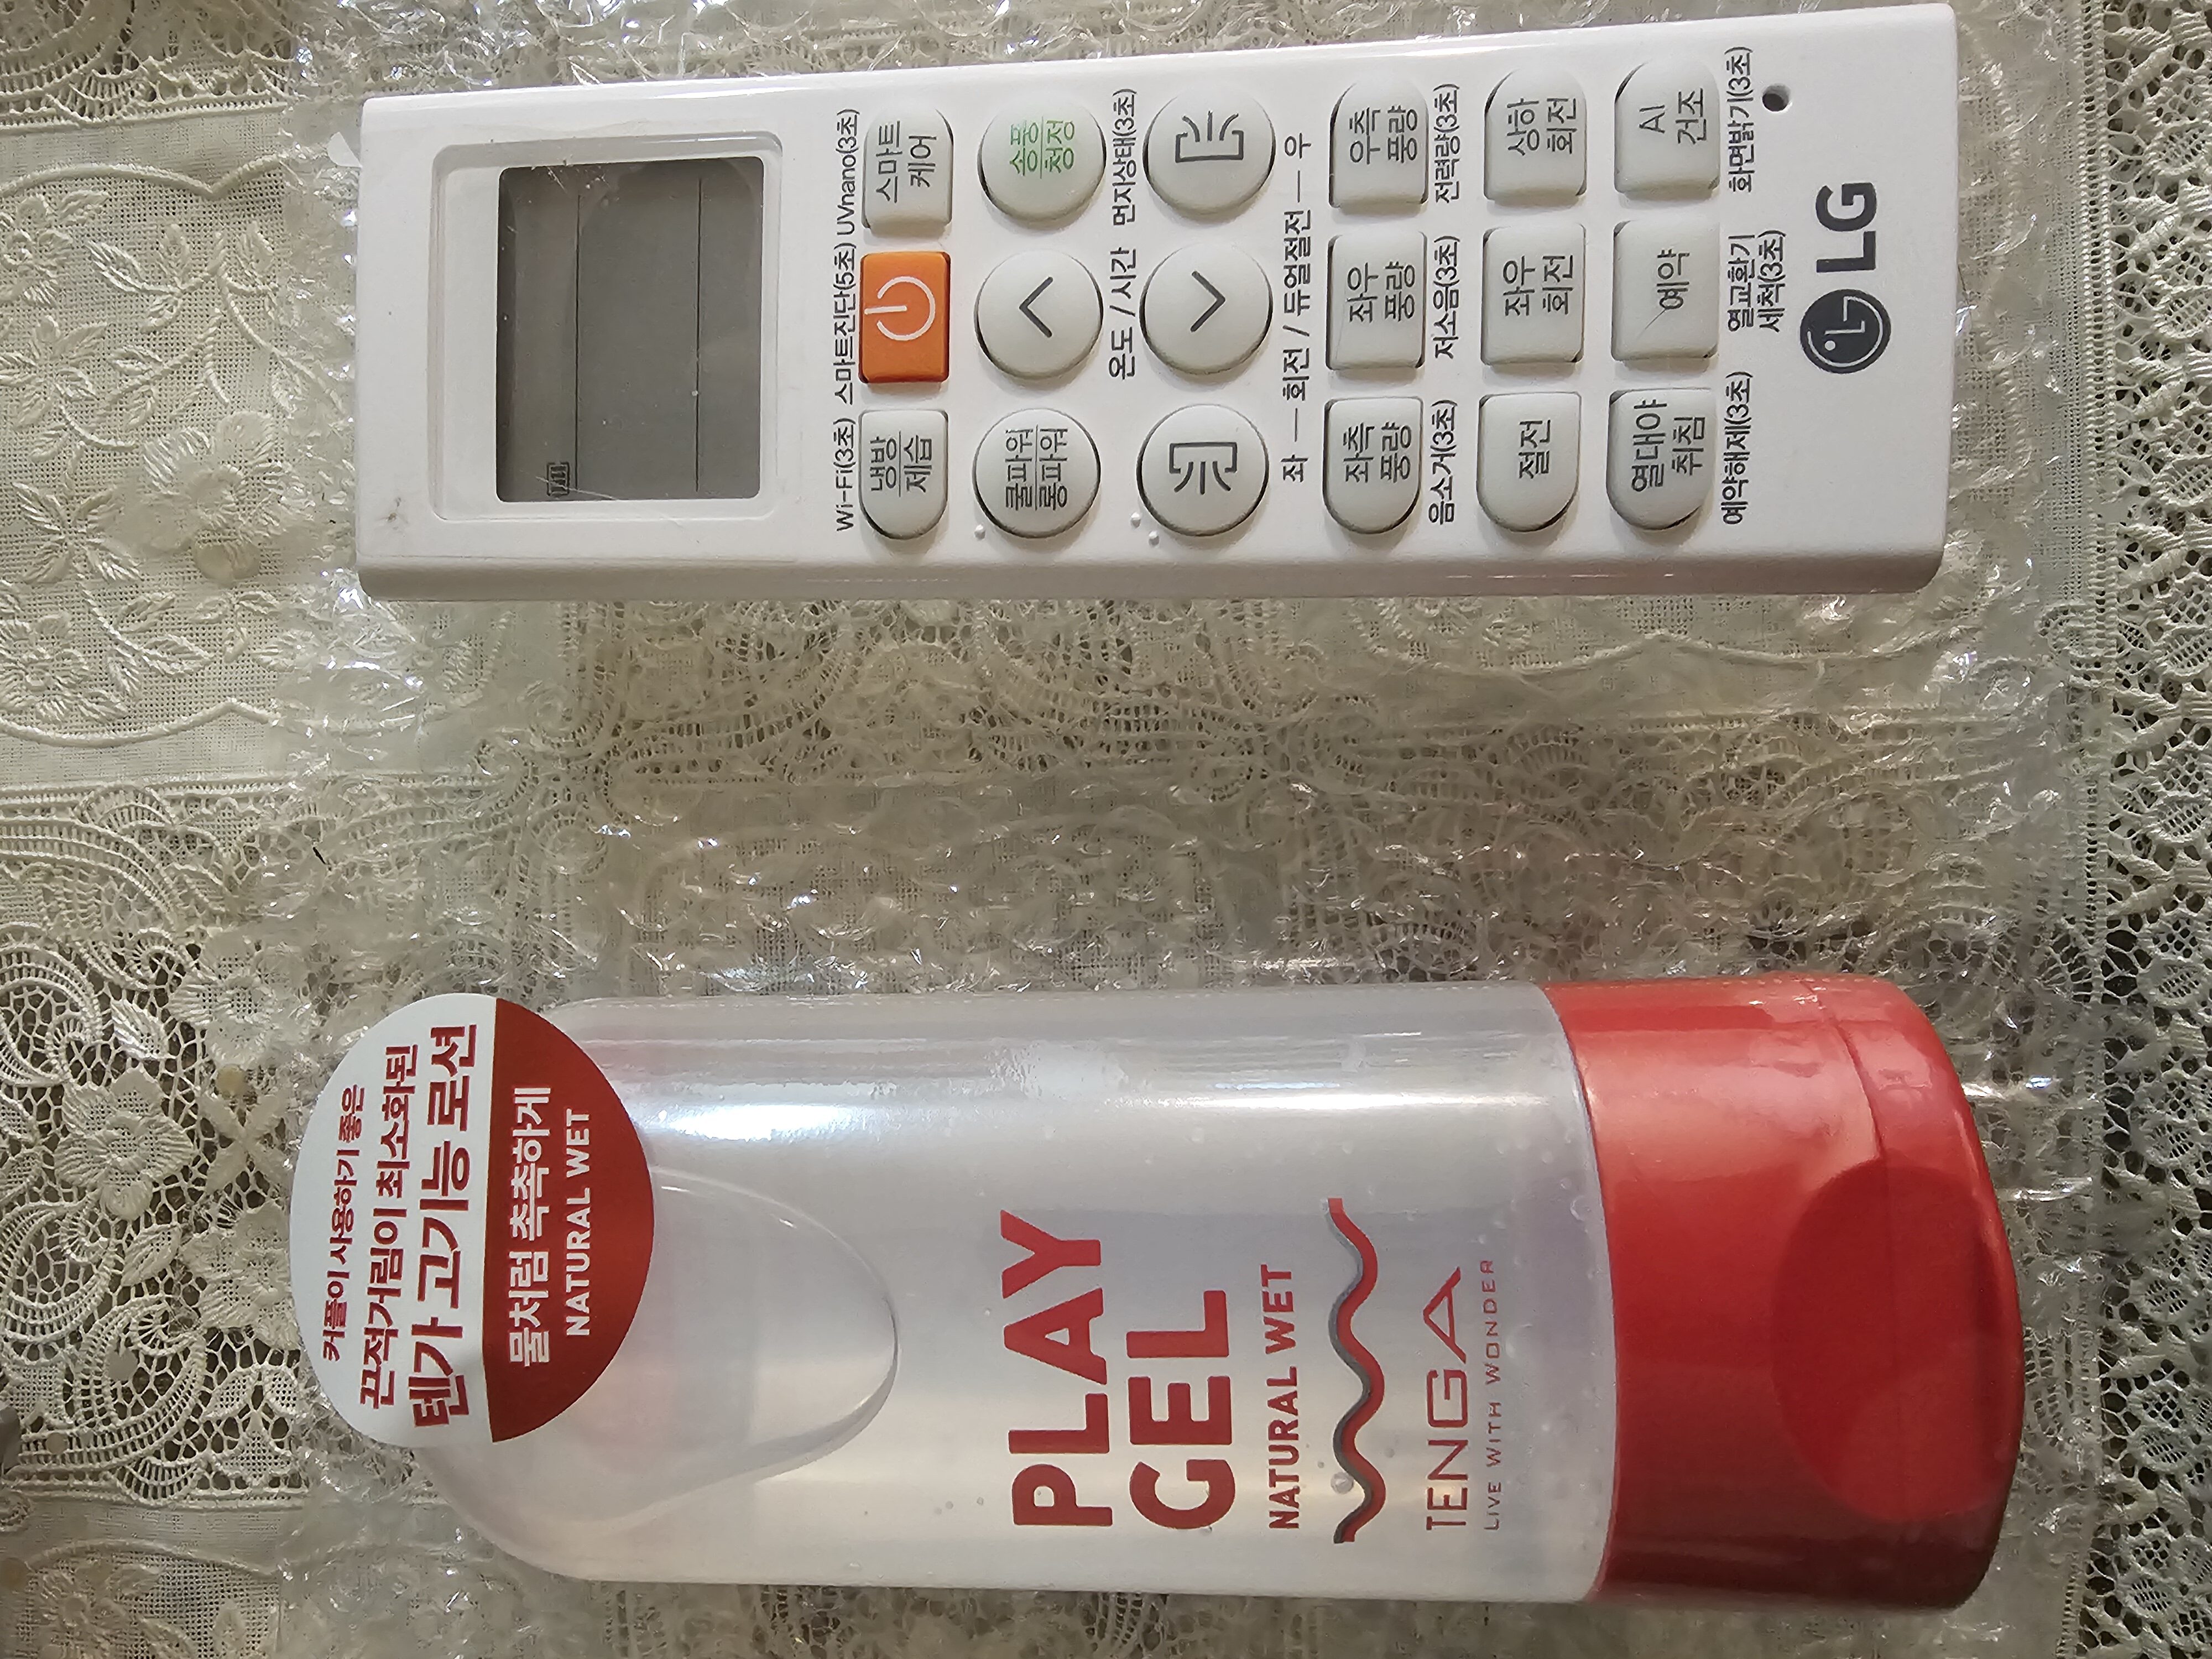 Wi-Fi(3초) 스마트진단(5초) UVnano(3초)
냉방
제습
스마트
케어
쿨파워
롱파워
송풍
청정
온도 / 시간
먼지상태(3초)
좌 — 회전 / 듀얼절전 — 우
좌측
풍량
좌우
풍량
우측
풍량
음소거(3초) 저소음(3초) 전력량(3초)
절전
좌우
회전
상하
회전
열대야
취침
예약
AI
건조
예약해제(3초)
열교환기
세척(3초)
화면밝기(3초)
LG
커플이 사용하기 좋은
끈적거림이 최소화된
텐가 고기능 로션
물처럼 촉촉하게
NATURAL WET
PLAY
GEL
NATURAL WET
TENGA
LIVE WITH WONDER